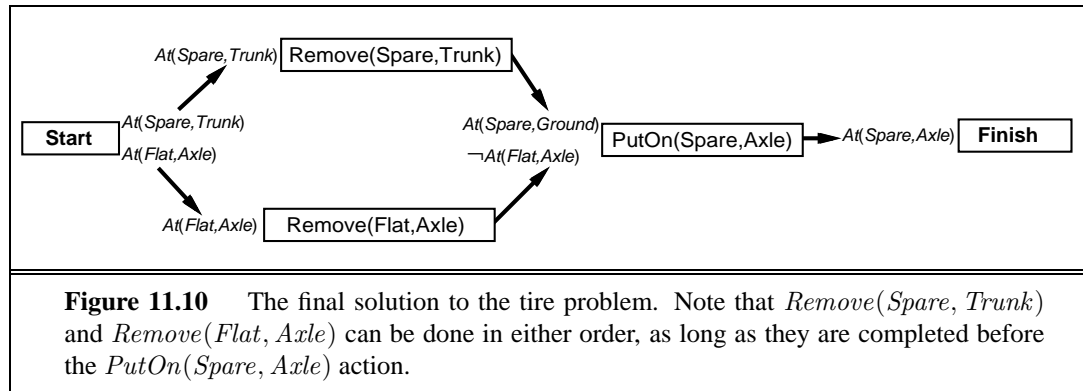 At(Spare,Trunk) Remove(Spare,Trunk)
Start At(Spare,Trunk) At(Spare,Ground)
At(Flat,Axle) ¬At(Flat,Axle) PutOn(Spare,Axle) At(Spare,Axle) Finish
At(Flat,Axle) Remove(Flat,Axle)
Figure 11.10 The final solution to the tire problem. Note that Remove(Spare, Trunk)
and Remove(Flat, Axle) can be done in either order, as long as they are completed before
the PutOn(Spare, Axle) action.